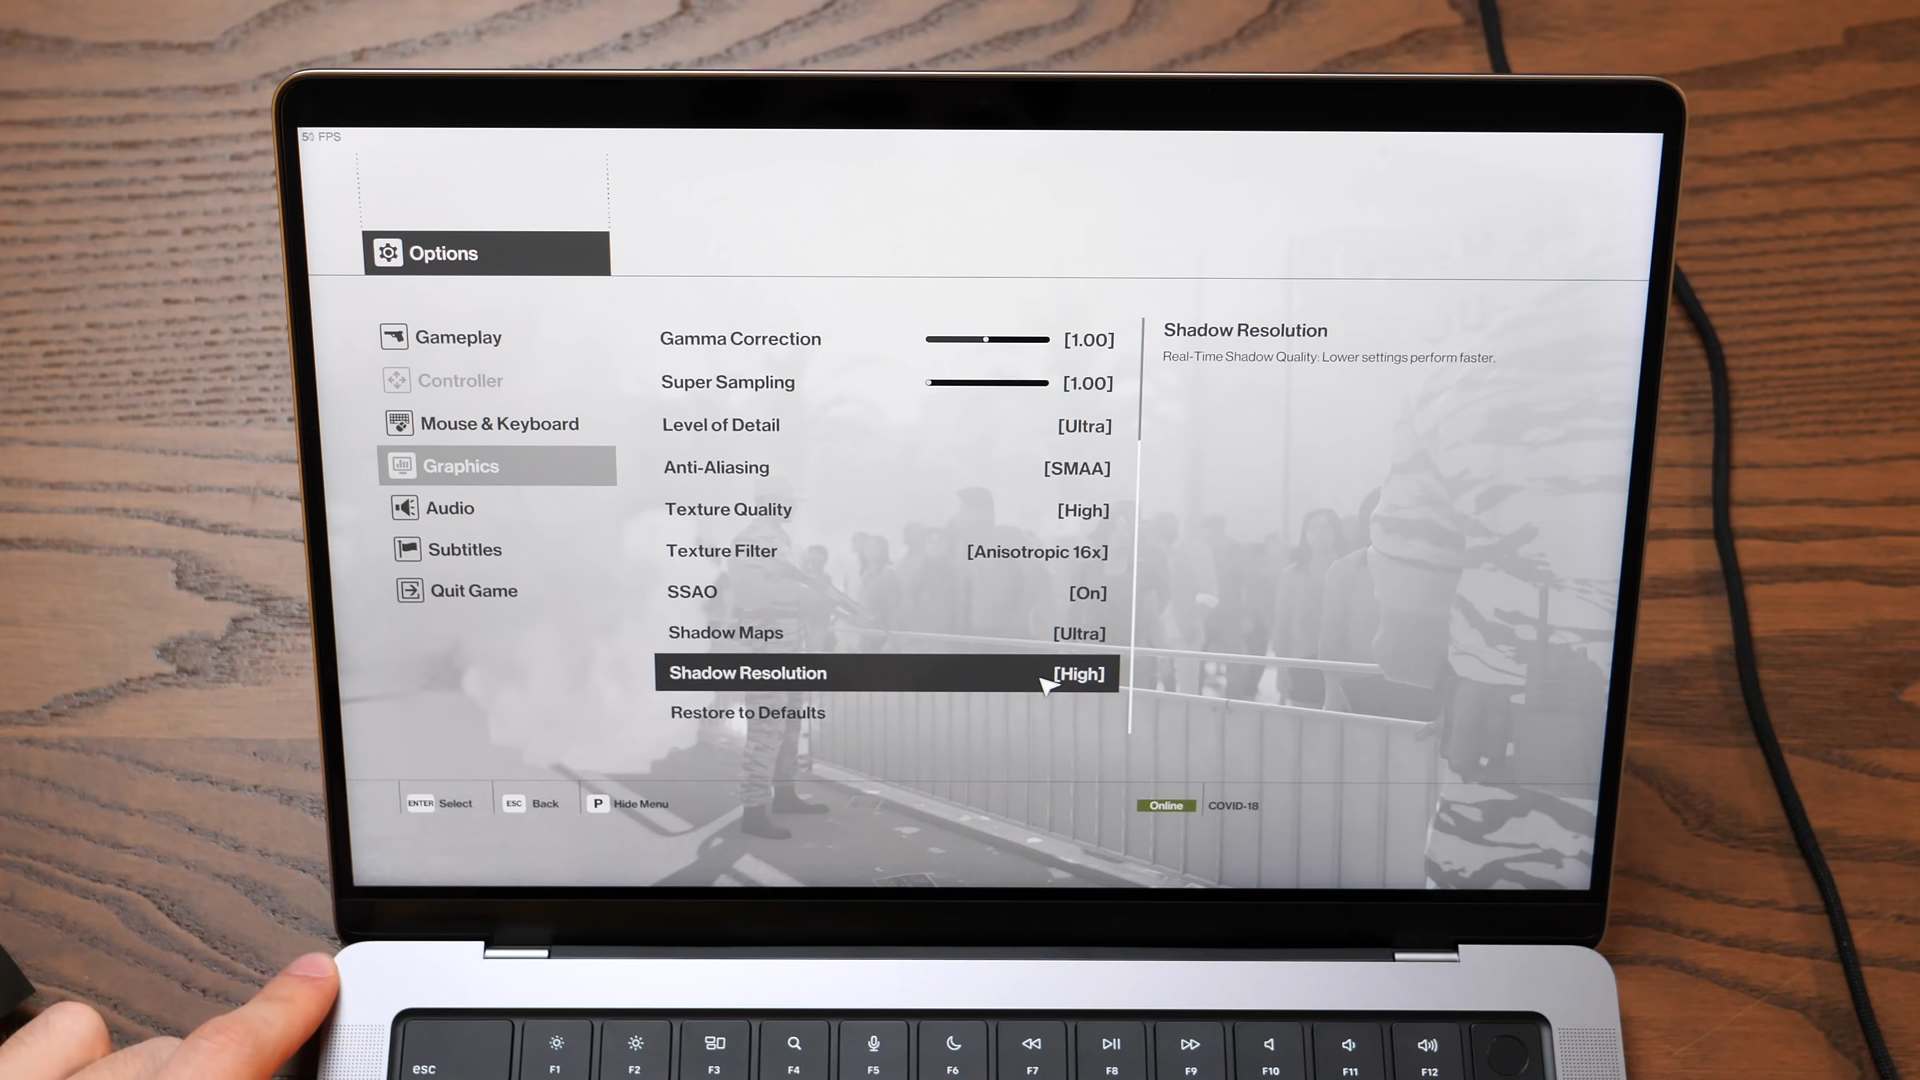 50 FPS
Options
Gameplay
Controller
Mouse & Keyboard
Graphics
Audio
Subtitles
Quit Game
Gamma Correction [1.00]
Super Sampling [1.00]
Level of Detail [Ultra]
Anti-Aliasing [SMAA]
Texture Quality [High]
Texture Filter [Anisotropic 16x]
SSAO [On]
Shadow Maps [Ultra]
Shadow Resolution [High]
Restore to Defaults
Shadow Resolution
Real-Time Shadow Quality: Lower settings perform faster.
ENTER Select ESC Back P Hide Menu
Online COVID-18
esc F1 F2 F3 F4 F5 F6 F7 F8 F9 F10 F11 F12